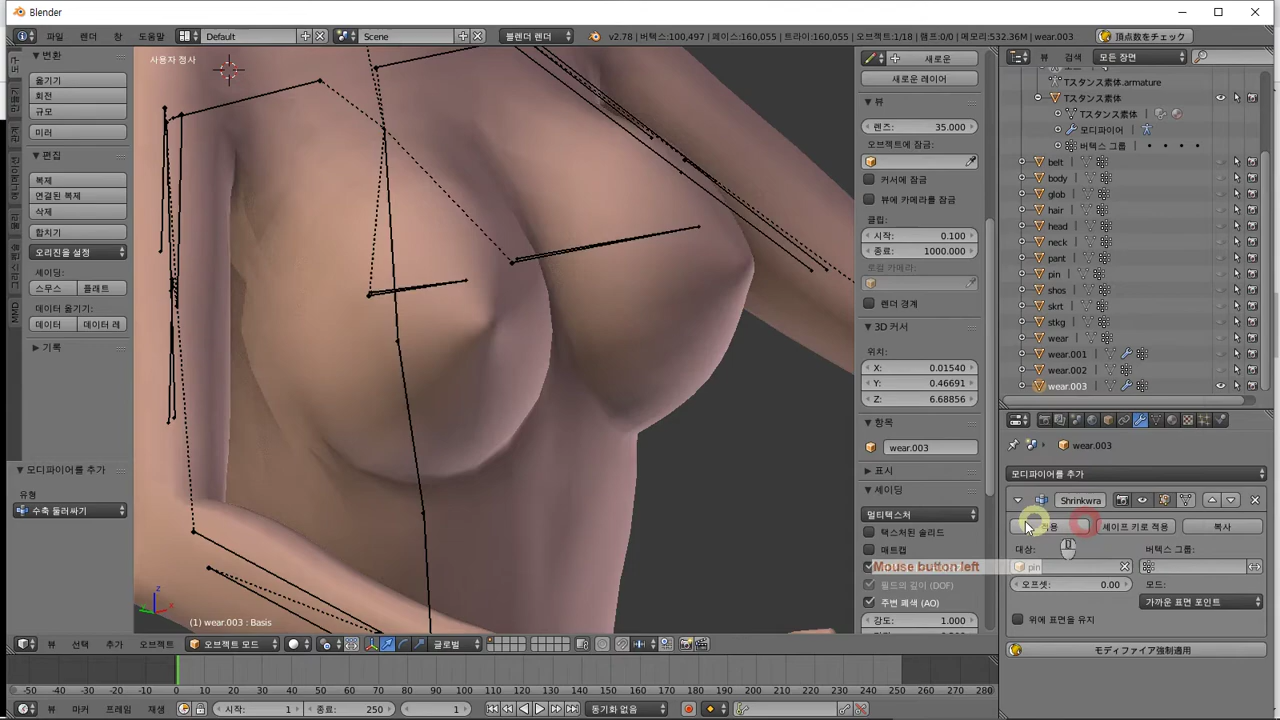 Blender
파일
렌더
창
도움말
Default
Scene
블렌더 렌더
v2.78 | 버텍스:100,497 | 페이스:160,055 | 트라이:160,055 | 오브젝트:1/18 | 램프:0/0 | 메모리:532.36M | wear.003
頂点数をチェック
변환
옮기기
회전
규모
미러
편집
복제
연결된 복제
삭제
합치기
오리진을 설정
셰이딩:
스무스
플래트
데이터 옮기기:
데이터
데이터 레
기록
MMD
모디파이어를 추가
유형
수축 둘러싸기
사용자 정사
(1) wear.003 : Basis
새로운
새로운 레이어
뷰
렌즈: 35.000
오브젝트에 잠금:
커서에 잠금
뷰에 카메라를 잠금
클립:
시작: 0.100
종료: 1000.000
로컬 카메라:
렌더 경계
3D 커서
위치:
X: 0.01540
Y: 0.46691
Z: 6.68856
항목
wear.003
표시
셰이딩
멀티텍스처
텍스처된 솔리드
매트캡
Mouse button left
필드의 깊이 (DOF)
주변 폐색 (AO)
강도: 1.000
뷰
검색
모든 장면
Tスタンス素体.armature
Tスタンス素体
Tスタンス素体
모디파이어
버텍스 그룹
belt
body
glob
hair
head
neck
pant
pin
shos
skrt
stkg
wear
wear.001
wear.002
wear.003
wear.003
모디파이어를 추가
Shrinkwra
적용
셰이프 키로 적용
복사
대상:
버텍스 그룹:
pin
오프셋: 0.00
모드:
가까운 표면 포인트
위에 표면을 유지
モディファイア強制適用
뷰
선택
추가
오브젝트
오브젝트 모드
글로벌
-50 -40 -30 -20 -10 0 10 20 30 40 50 60 70 80 90 100 110 120 130 140 150 160 170 180 190 200 210 220 230 240 250 260 270 280
뷰
마커
프레임
재생
시작: 1
종료: 250
1
동기화 없음